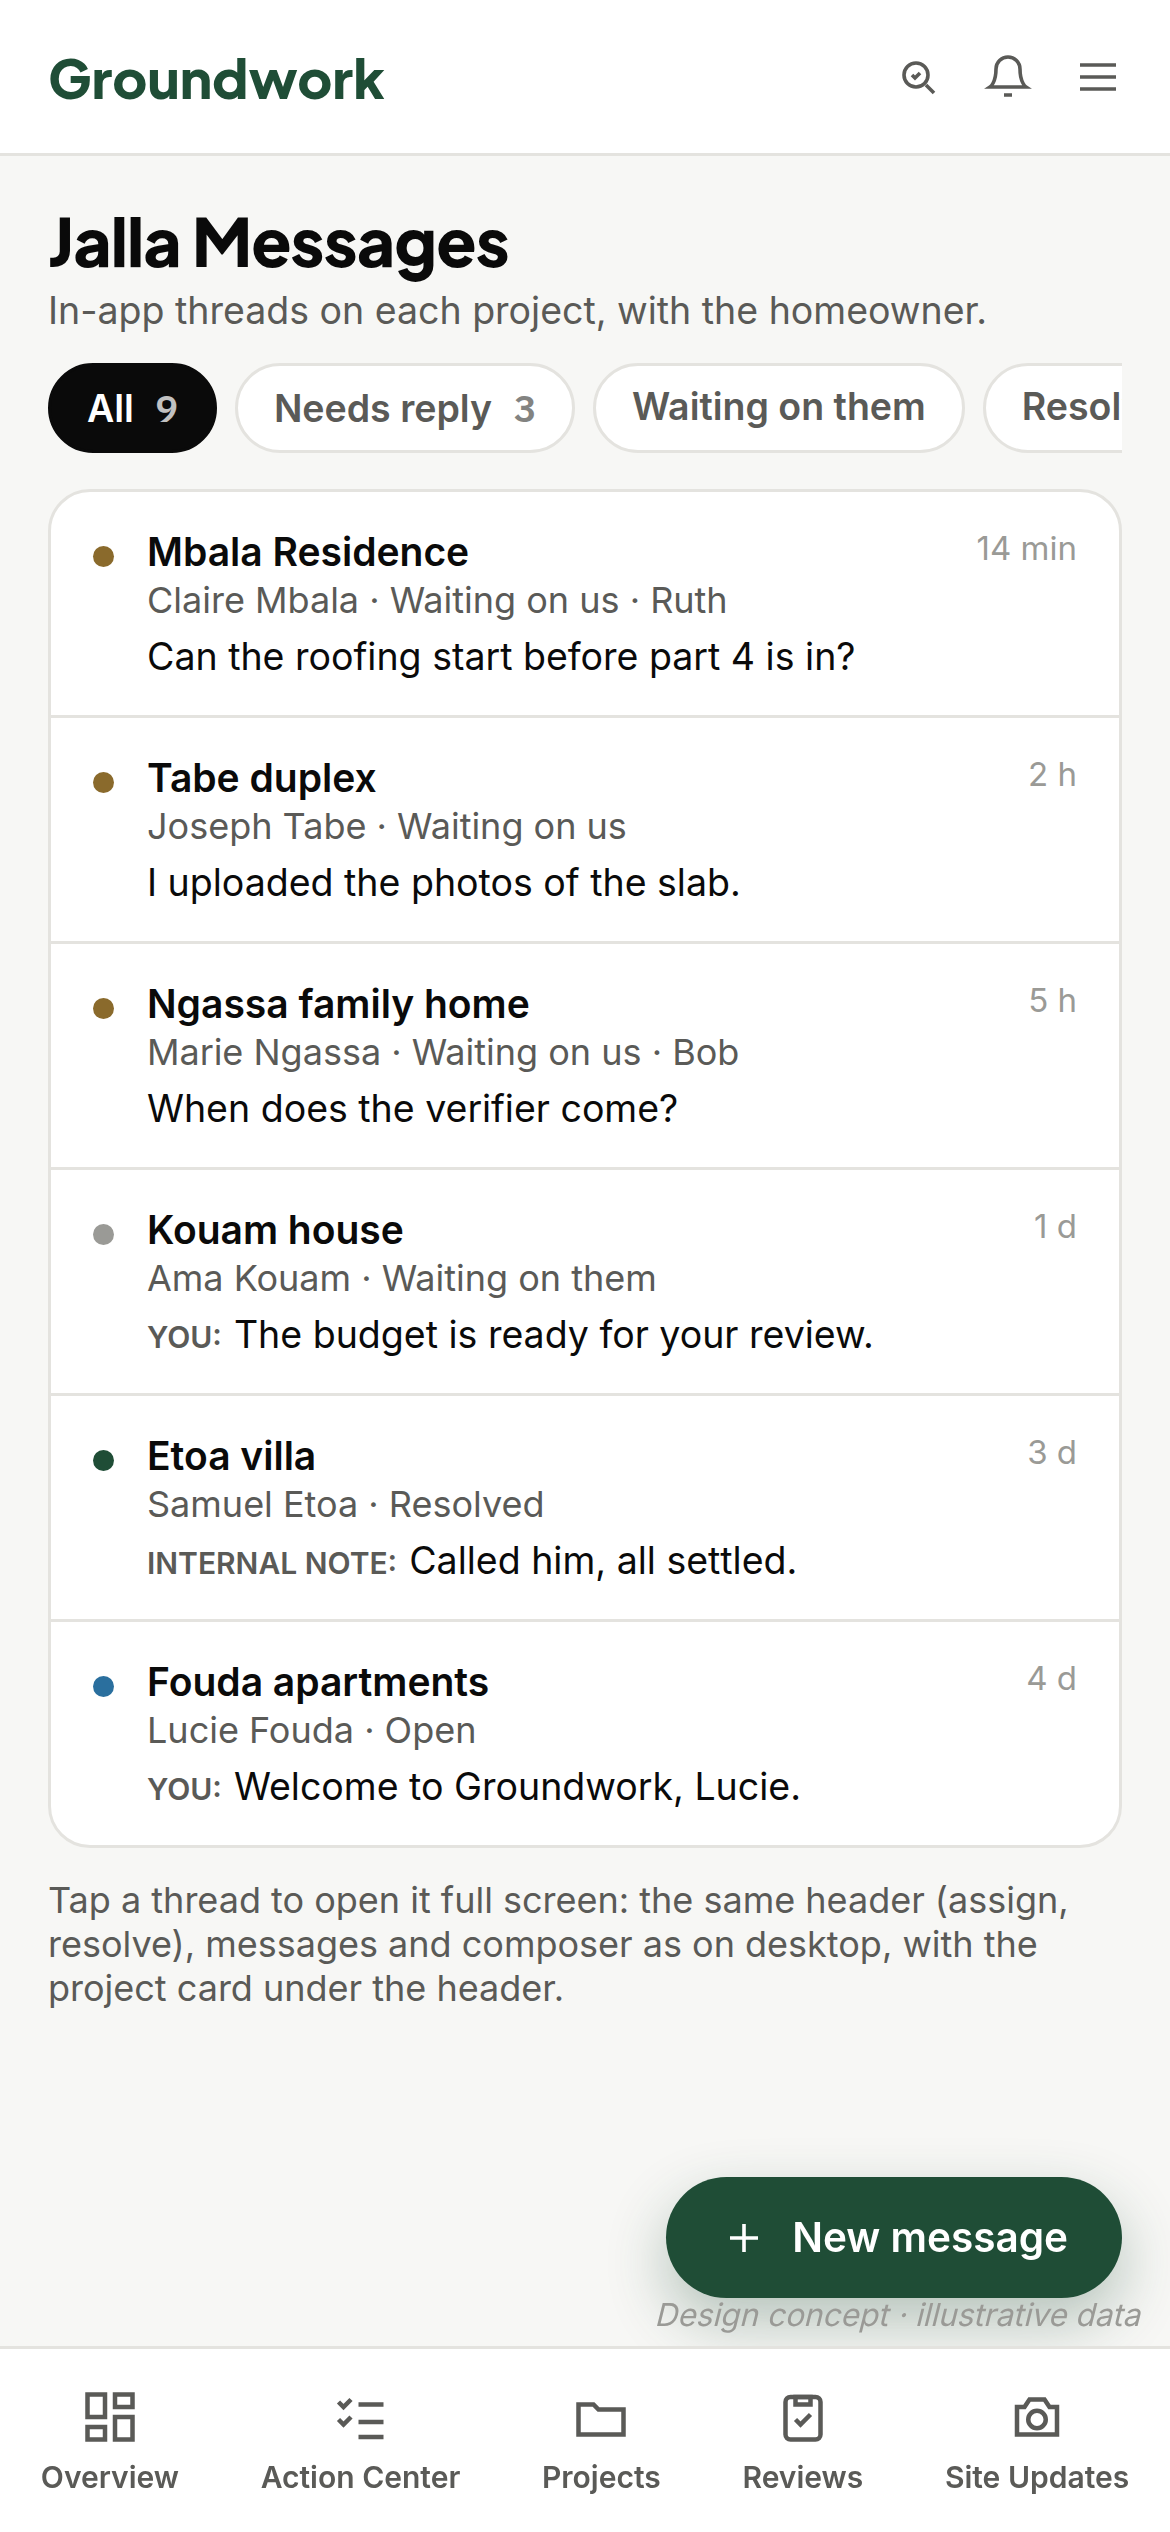 Groundwork
Jalla Messages
In-app threads on each project, with the homeowner.
All 9 Needs reply 3 Waiting on them Resol
Mbala Residence 14 min
Claire Mbala · Waiting on us · Ruth
Can the roofing start before part 4 is in?
Tabe duplex 2 h
Joseph Tabe · Waiting on us
I uploaded the photos of the slab.
Ngassa family home 5 h
Marie Ngassa · Waiting on us · Bob
When does the verifier come?
Kouam house 1 d
Ama Kouam · Waiting on them
YOU: The budget is ready for your review.
Etoa villa 3 d
Samuel Etoa · Resolved
INTERNAL NOTE: Called him, all settled.
Fouda apartments 4 d
Lucie Fouda · Open
YOU: Welcome to Groundwork, Lucie.
Tap a thread to open it full screen: the same header (assign,
resolve), messages and composer as on desktop, with the
project card under the header.
+ New message
Design concept · illustrative data
Overview Action Center Projects Reviews Site Updates